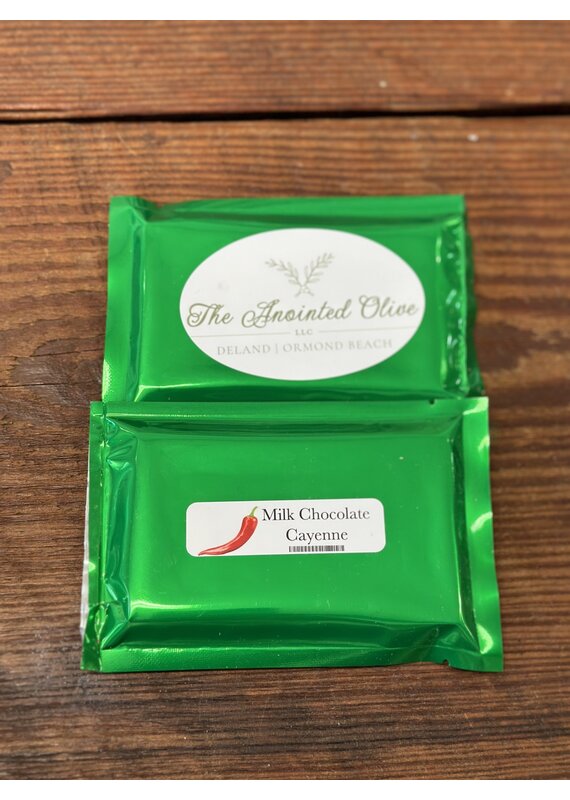 The Anointed Olive
LLC
DELAND | ORMOND BEACH
Milk Chocolate
Cayenne